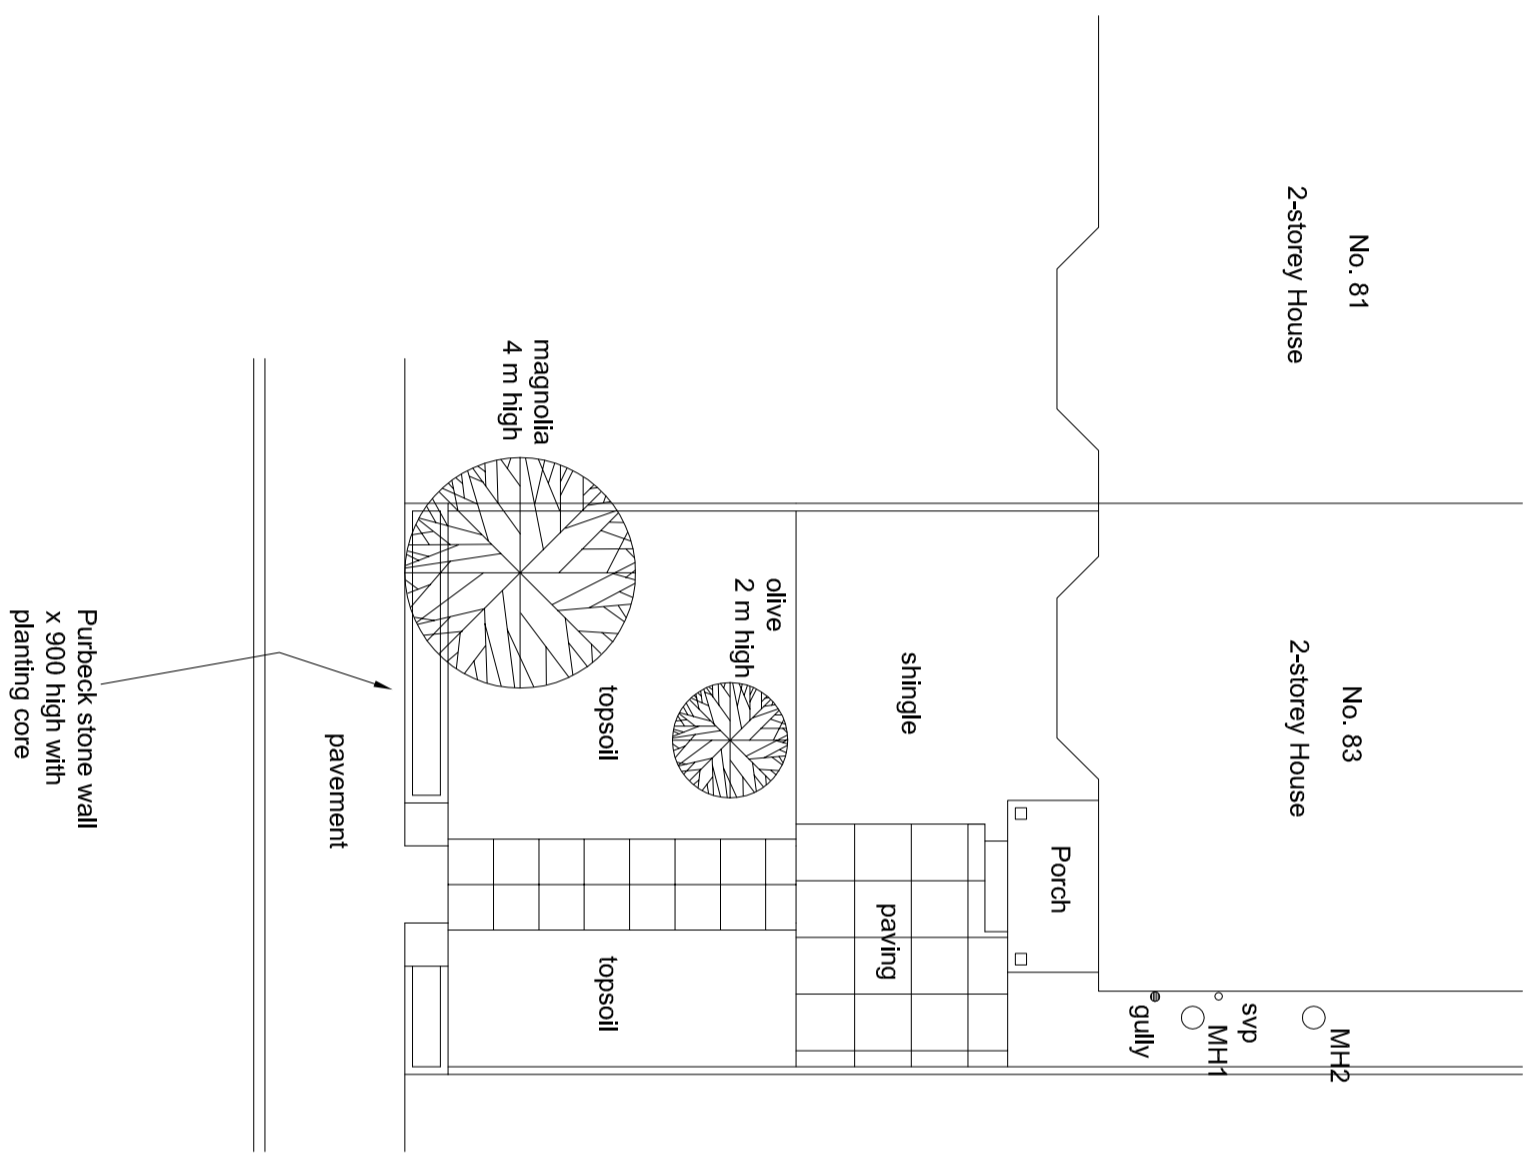 No. 81
2-storey House
No. 83
2-storey House
MH2
svp
MH1
gully
Porch
shingle
paving
olive
2 m high
topsoil
topsoil
magnolia
4 m high
pavement
Purbeck stone wall
x 900 high with
planting core